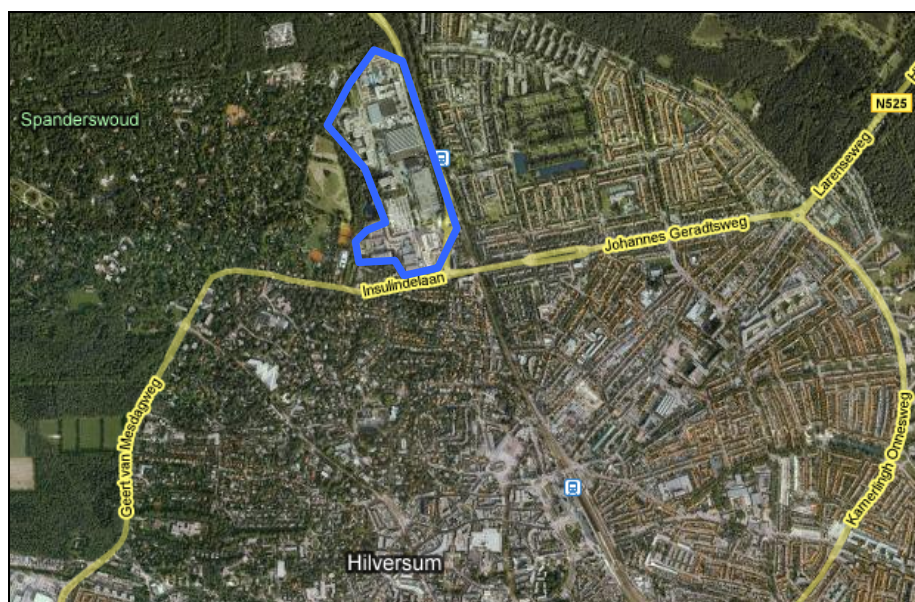 Spanderswoud
N525
Larenseweg
Johannes Geradtsweg
Insulindelaan
Geert van Mesdagweg
Kamerlingh Onnesweg
Hilversum